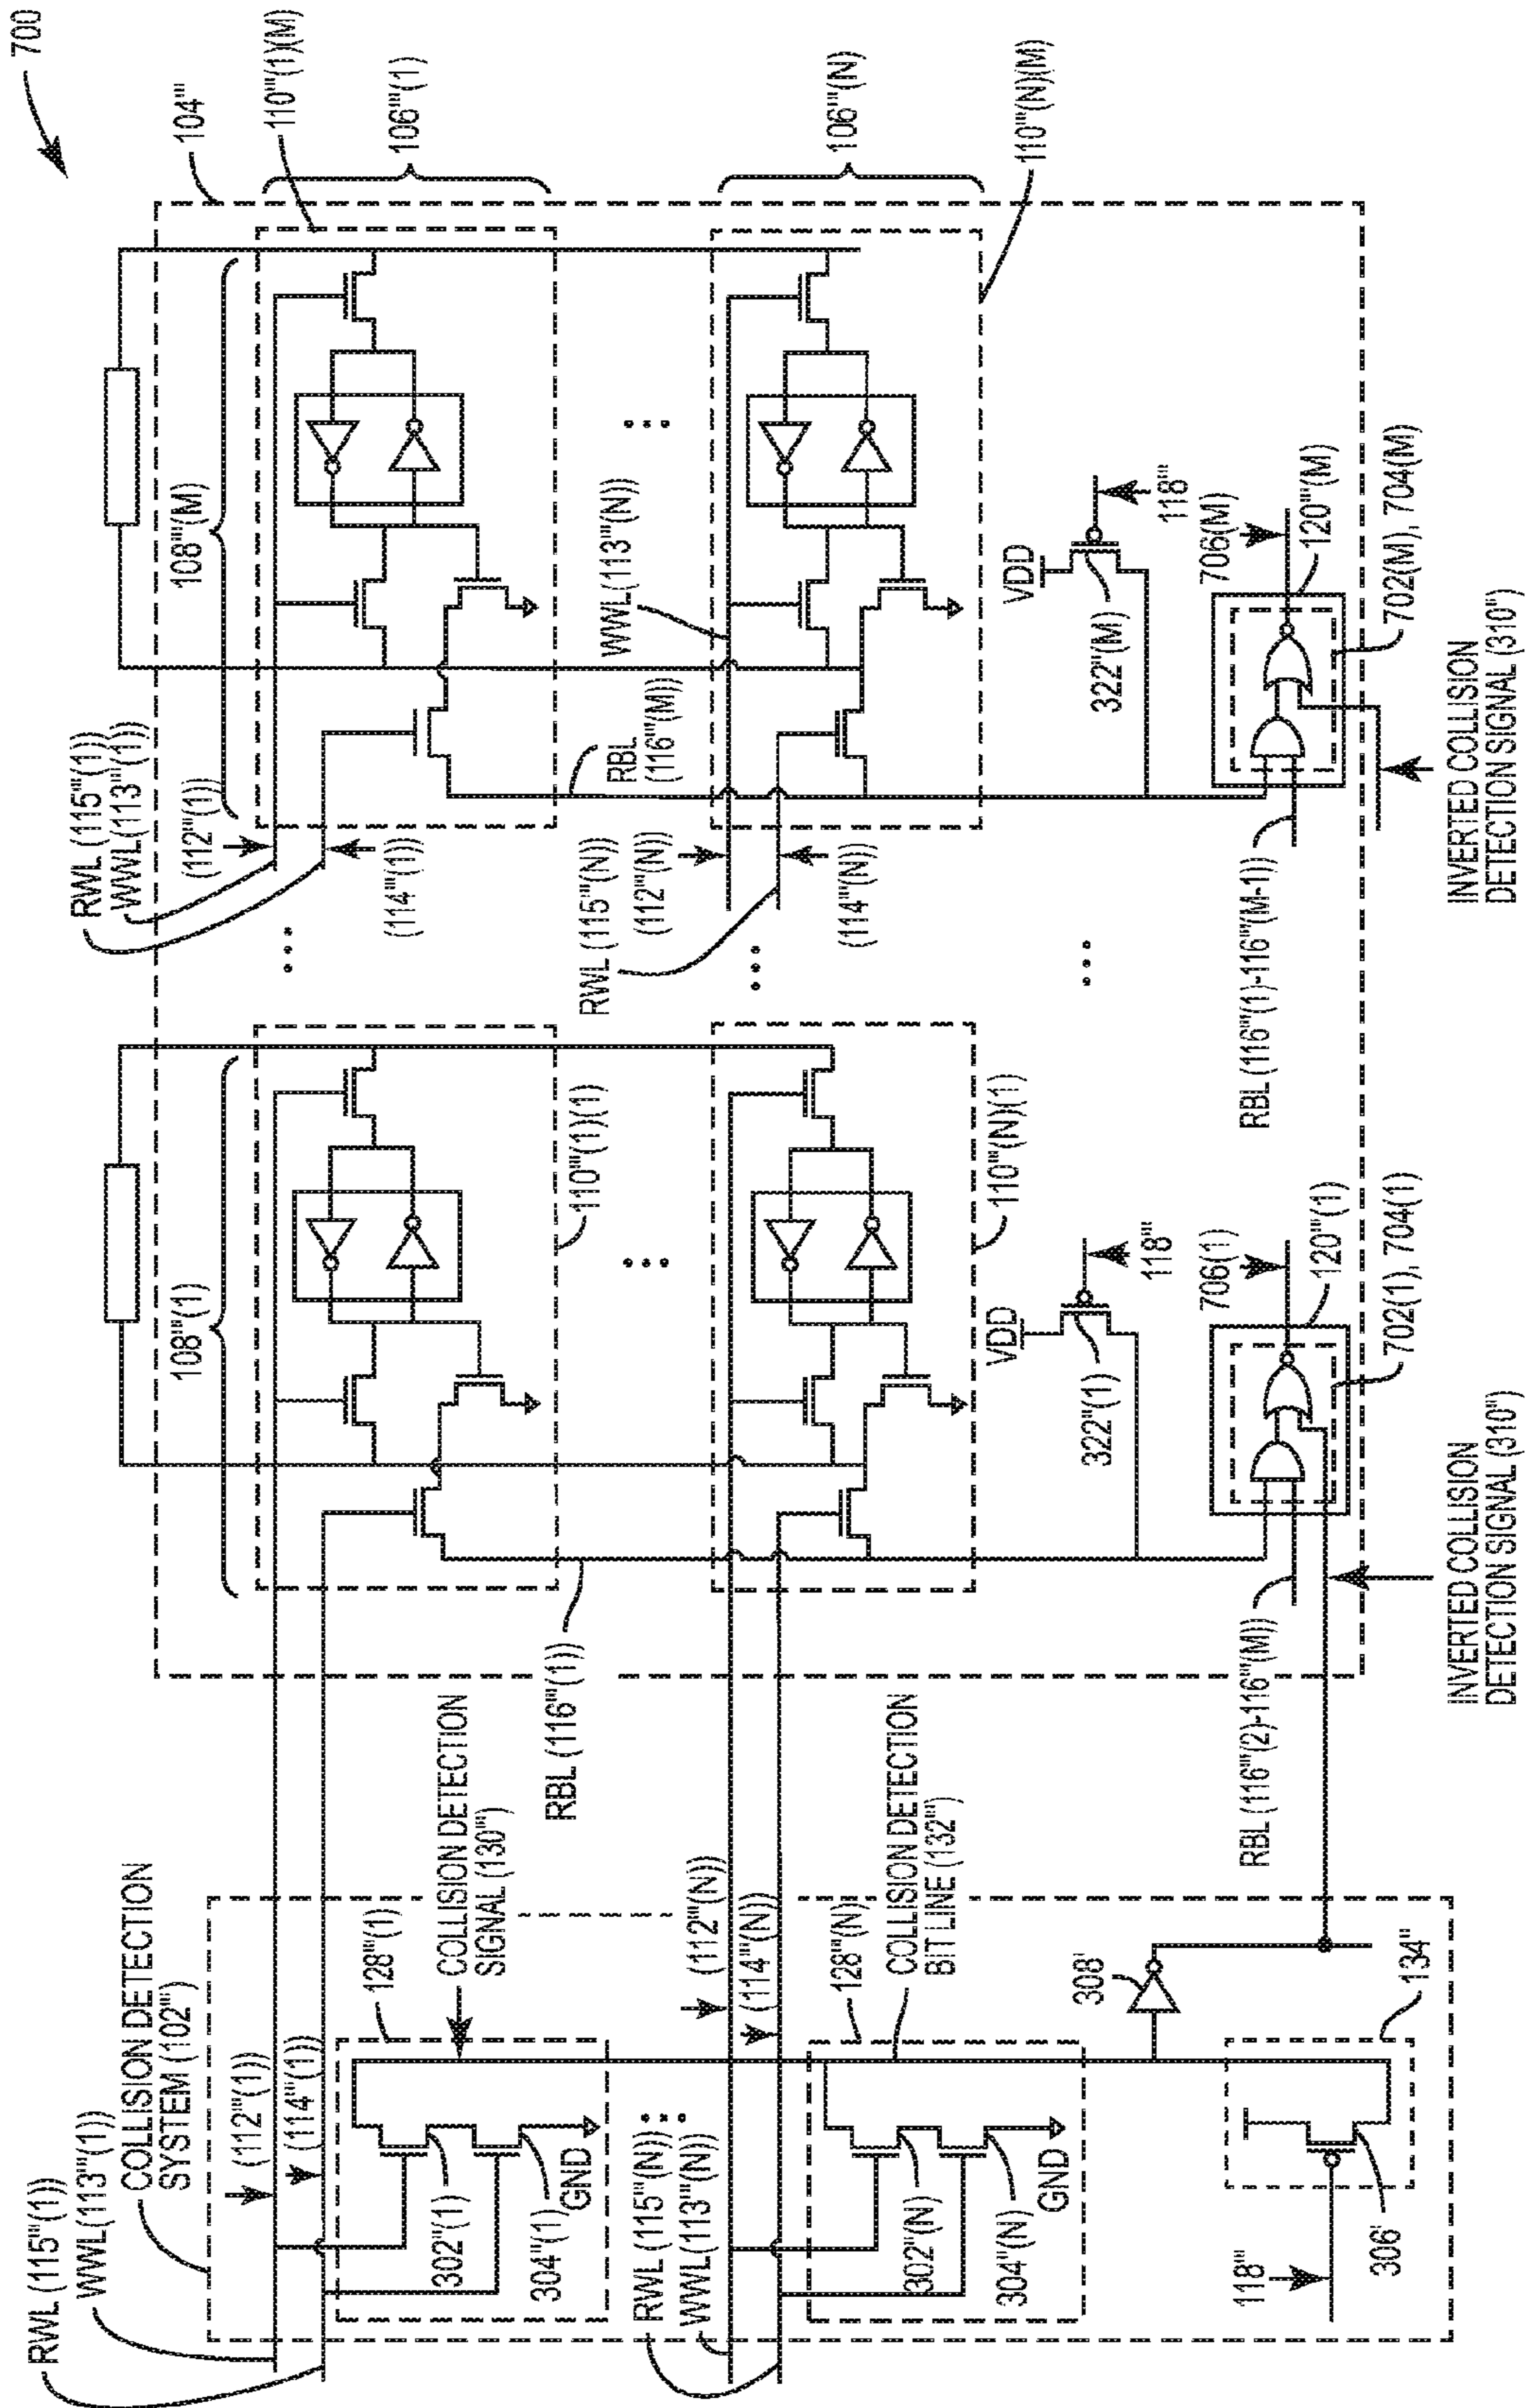 700
104'''
110'''(1)(M)
106'''(1)
106'''(N)
110'''(N)(M)
108'''(M)
RWL (115'''(1))
WWL(113'''(1))
(112'''(1))
(114'''(1))
RBL
(116'''(M))
WWL(113'''(N))
RWL (115'''(N))
(112'''(N))
(114'''(N))
VDD
322''(M)
118'''
706(M)
120'''(M)
702(M), 704(M)
RBL (116'''(1)-116'''(M-1))
INVERTED COLLISION
DETECTION SIGNAL (310'')
108'''(1)
110'''(1)(1)
110'''(N)(1)
RBL (116'''(1))
VDD
322''(1)
118'''
706(1)
120'''(1)
702(1), 704(1)
RBL (116'''(2)-116'''(M))
INVERTED COLLISION
DETECTION SIGNAL (310'')
RWL (115'''(1))
WWL(113'''(1))
COLLISION DETECTION
SYSTEM (102''')
(112'''(1))
(114'''(1))
128'''(1)
COLLISION DETECTION
SIGNAL (130''')
302''(1)
304''(1)
GND
RWL (115'''(N))
WWL(113'''(N))
(112'''(N))
(114'''(N))
128'''(N)
COLLISION DETECTION
BIT LINE (132''')
302''(N)
304''(N)
GND
308'
134''
118'''
306'